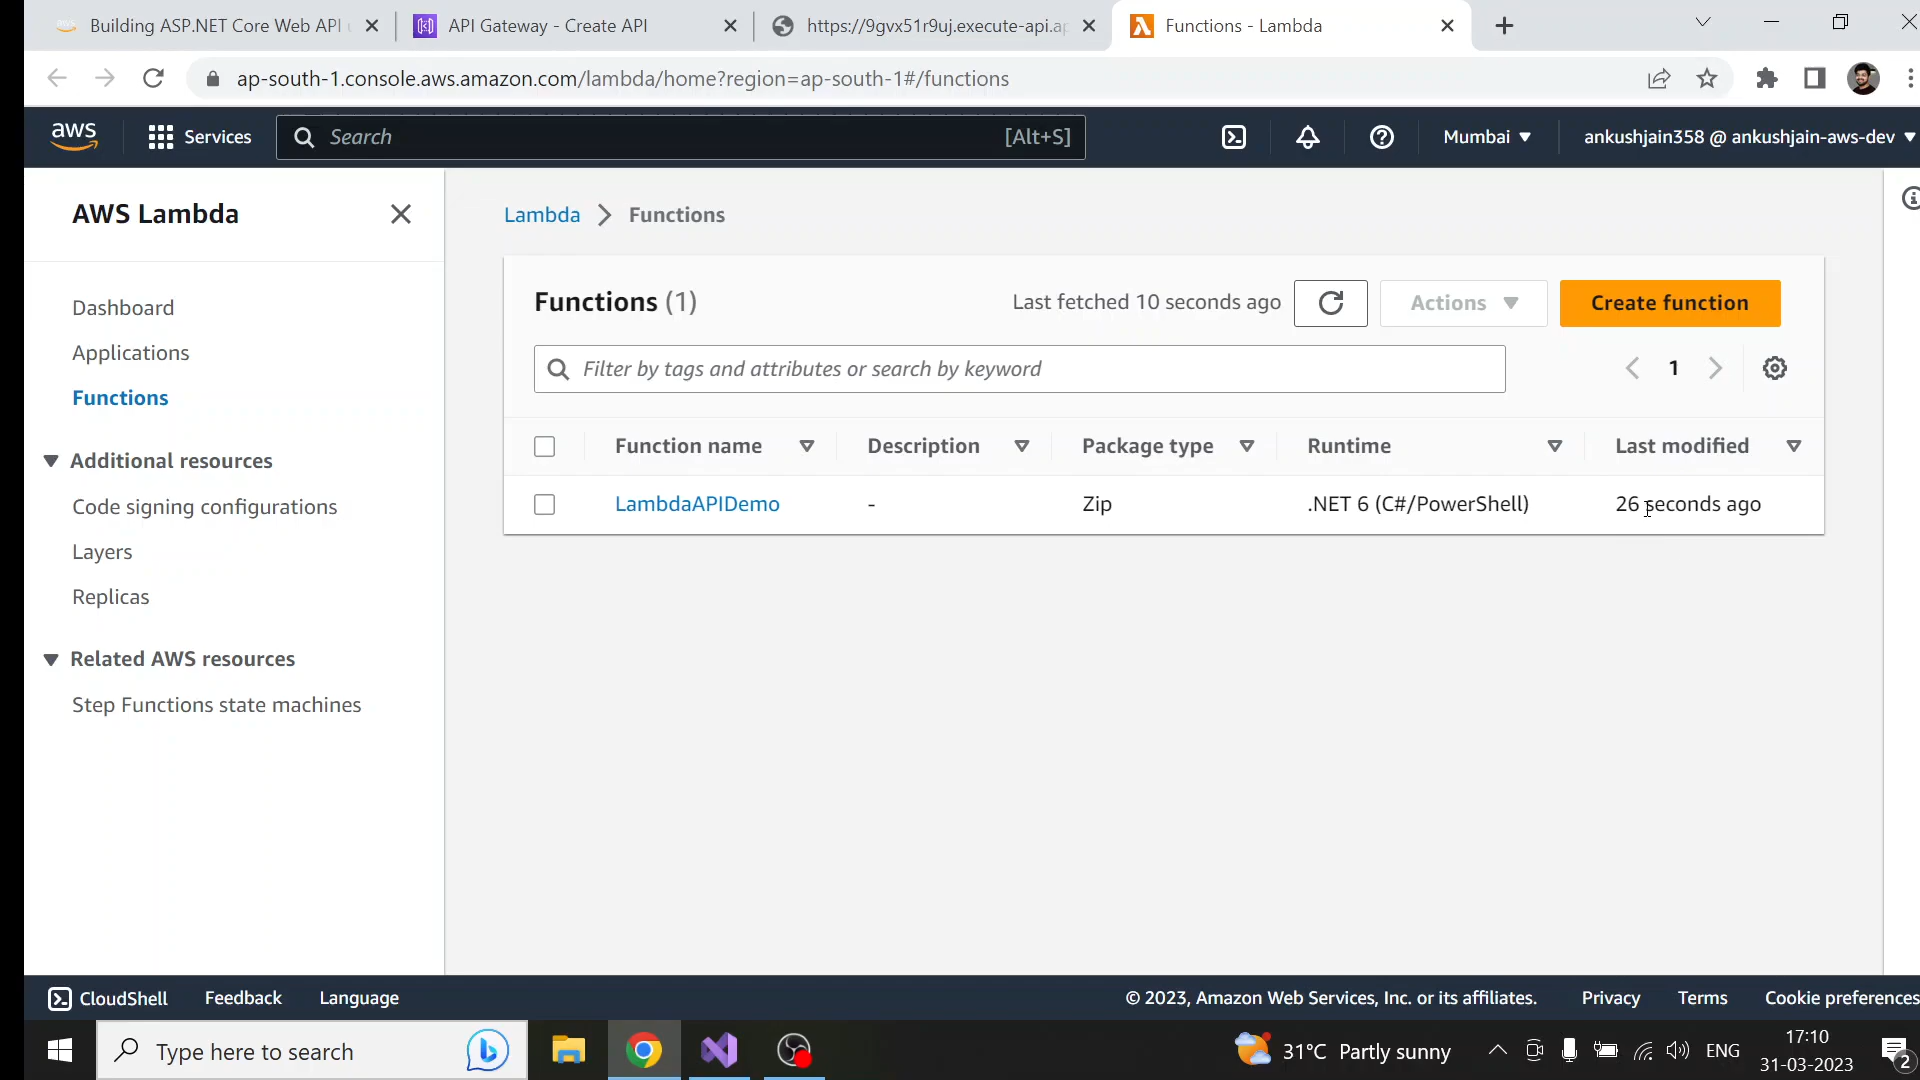 Building ASP.NET Core Web API
API Gateway - Create API
https://9gvx51r9uj.execute-api.ap
Functions - Lambda
ap-south-1.console.aws.amazon.com/lambda/home?region=ap-south-1#/functions
aws
Services
Search
[Alt+S]
Mumbai
ankushjain358 @ ankushjain-aws-dev
AWS Lambda
Dashboard
Applications
Functions
Additional resources
Code signing configurations
Layers
Replicas
Related AWS resources
Step Functions state machines
Lambda
Functions
Functions (1)
Last fetched 10 seconds ago
Actions
Create function
Filter by tags and attributes or search by keyword
1
Function name
Description
Package type
Runtime
Last modified
LambdaAPIDemo
-
Zip
.NET 6 (C#/PowerShell)
26 seconds ago
CloudShell
Feedback
Language
© 2023, Amazon Web Services, Inc. or its affiliates.
Privacy
Terms
Cookie preferences
Type here to search
31°C Partly sunny
ENG
17:10
31-03-2023
2